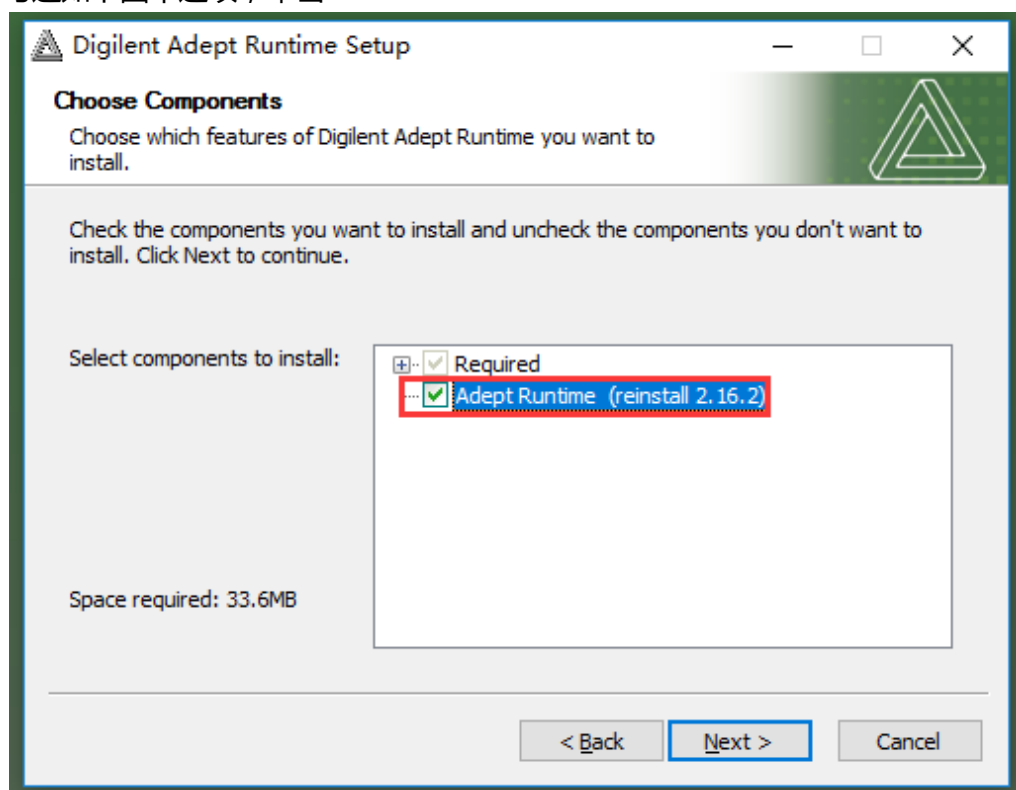 Digilent Adept Runtime Setup
Choose Components
Choose which features of Digilent Adept Runtime you want to
install.
Check the components you want to install and uncheck the components you don't want to
install. Click Next to continue.
Select components to install:
Required
Adept Runtime (reinstall 2.16.2)
Space required: 33.6MB
< Back
Next >
Cancel